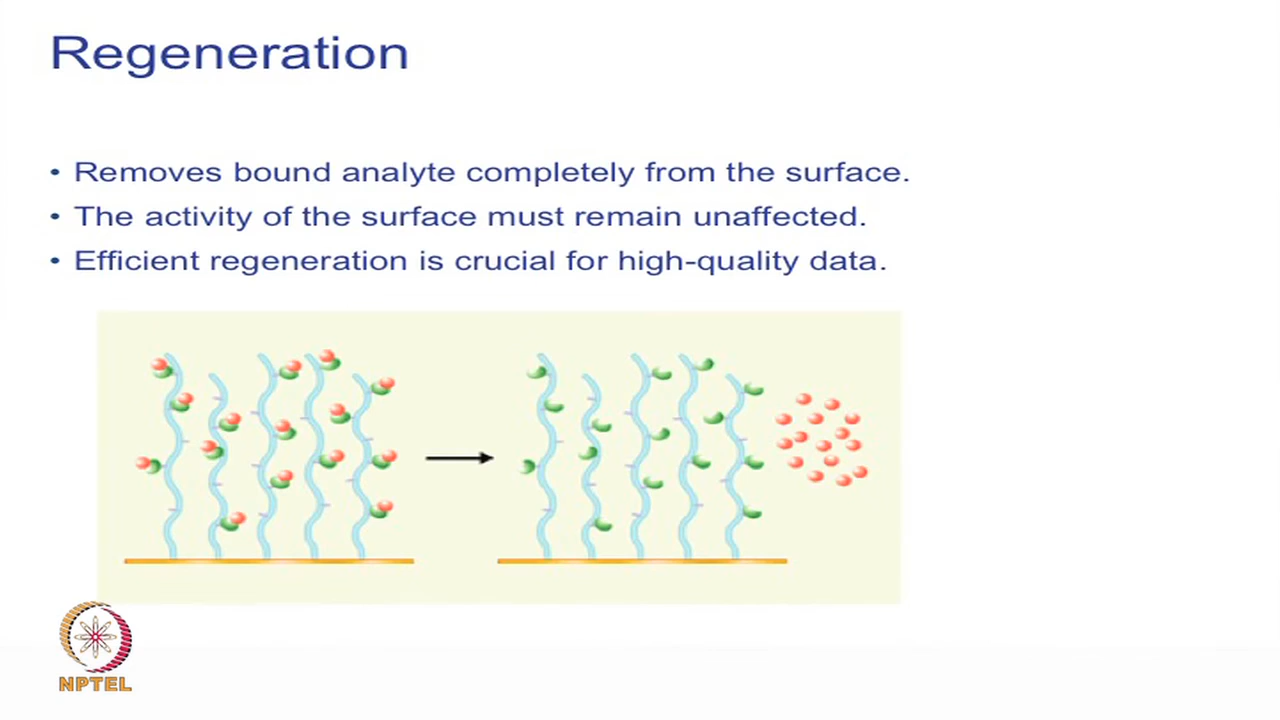 Regeneration
• Removes bound analyte completely from the surface.
• The activity of the surface must remain unaffected.
• Efficient regeneration is crucial for high-quality data.
NPTEL